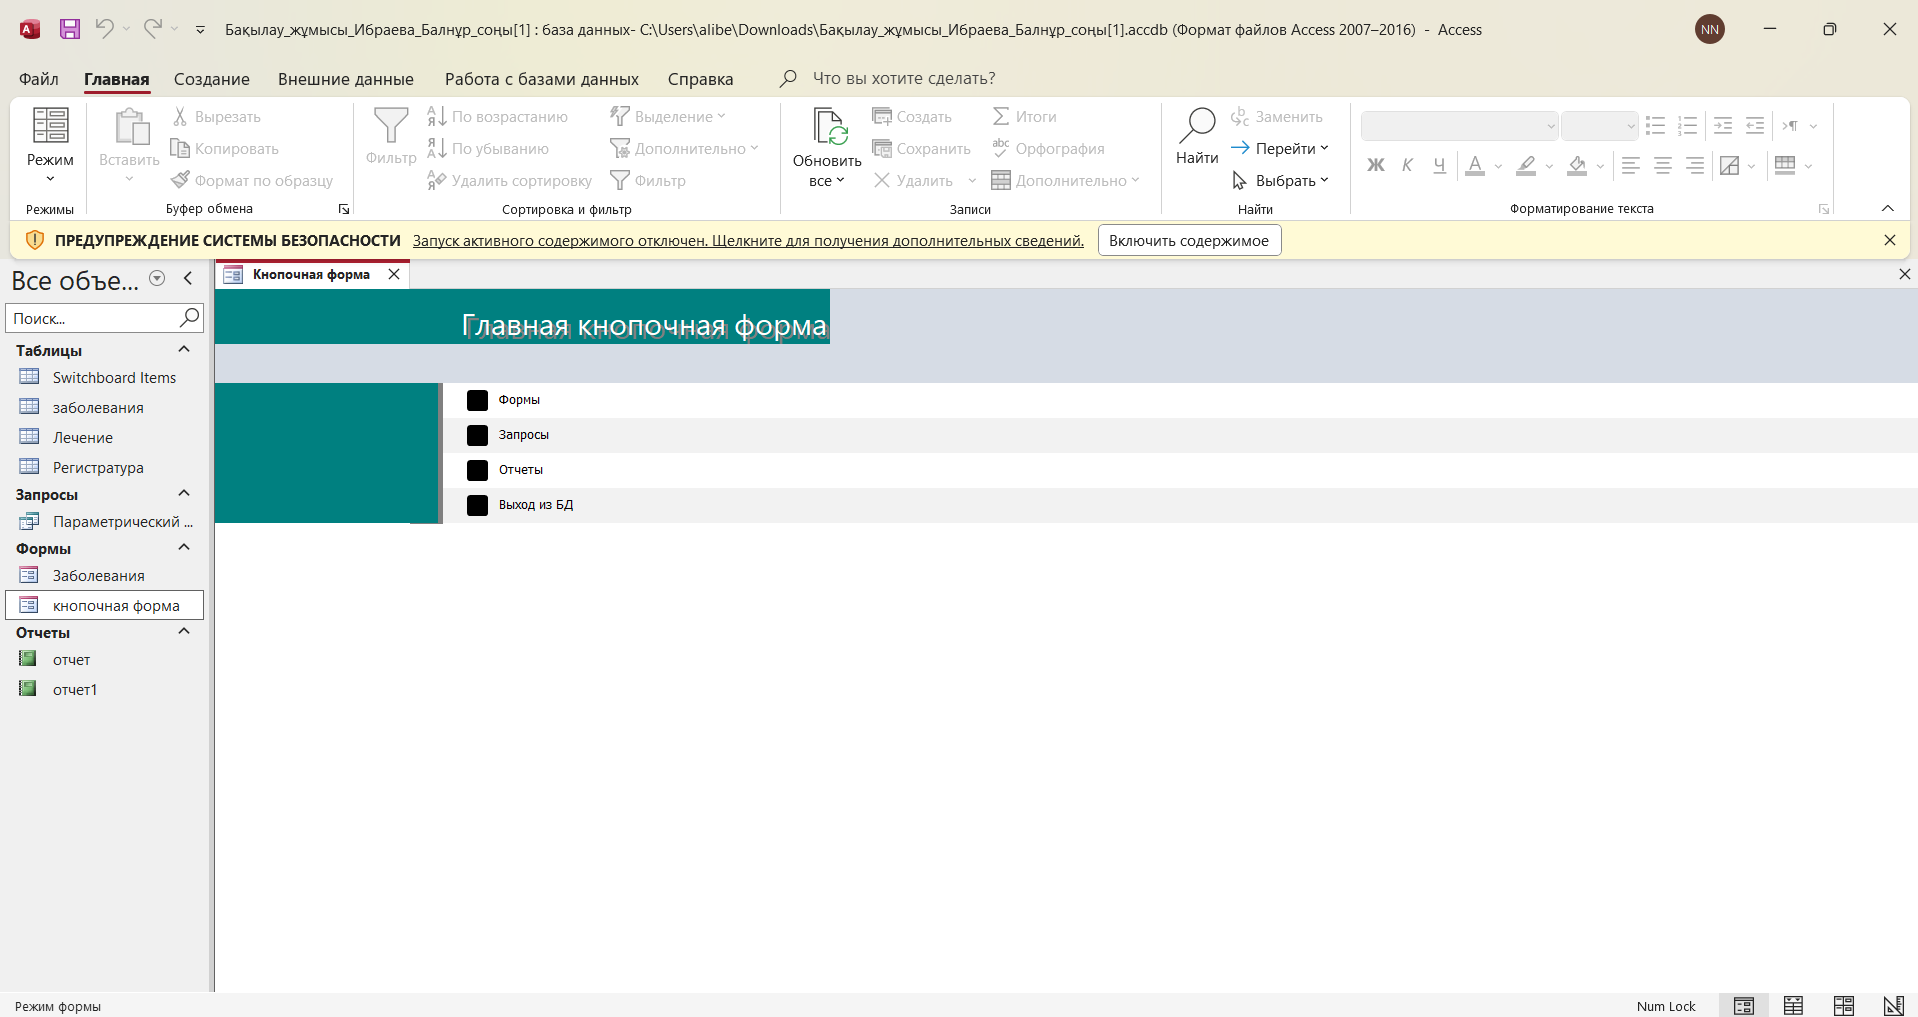 Бақылау_жұмысы_Ибраева_Балнұр_соңы[1] : база данных- C:\Users\alibe\Downloads\Бақылау_жұмысы_Ибраева_Балнұр_соңы[1].accdb (Формат файлов Access 2007–2016) - Access
NN
Файл Главная Создание Внешние данные Работа с базами данных Справка Что вы хотите сделать?
Режим
Режимы
Вставить
Вырезать
Копировать
Формат по образцу
Буфер обмена
Фильтр
По возрастанию
По убыванию
Удалить сортировку
Выделение
Дополнительно
Фильтр
Сортировка и фильтр
Обновить
все
Создать
Сохранить
Удалить
Итоги
Орфография
Дополнительно
Записи
Найти
Заменить
Перейти
Выбрать
Найти
Ж К Ч А
Форматирование текста
ПРЕДУПРЕЖДЕНИЕ СИСТЕМЫ БЕЗОПАСНОСТИ Запуск активного содержимого отключен. Щелкните для получения дополнительных сведений. Включить содержимое
Все объе...
Поиск...
Таблицы
Switchboard Items
заболевания
Лечение
Регистратура
Запросы
Параметрический ...
Формы
Заболевания
кнопочная форма
Отчеты
отчет
отчет1
Кнопочная форма
Главная кнопочная форма
Формы
Запросы
Отчеты
Выход из БД
Режим формы
Num Lock